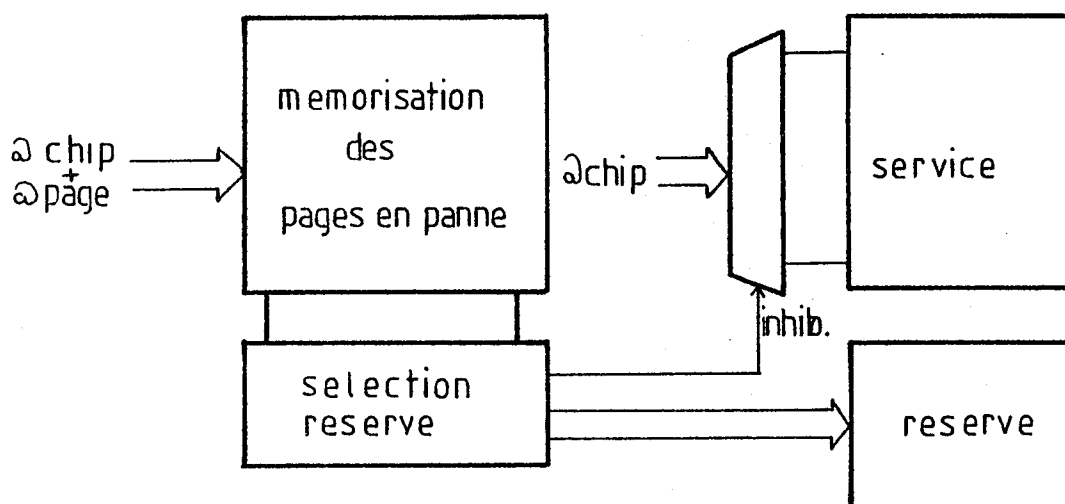 @ chip
+
@ page
memorisation
des
pages en panne
@chip
service
inhib.
selection
reserve
reserve